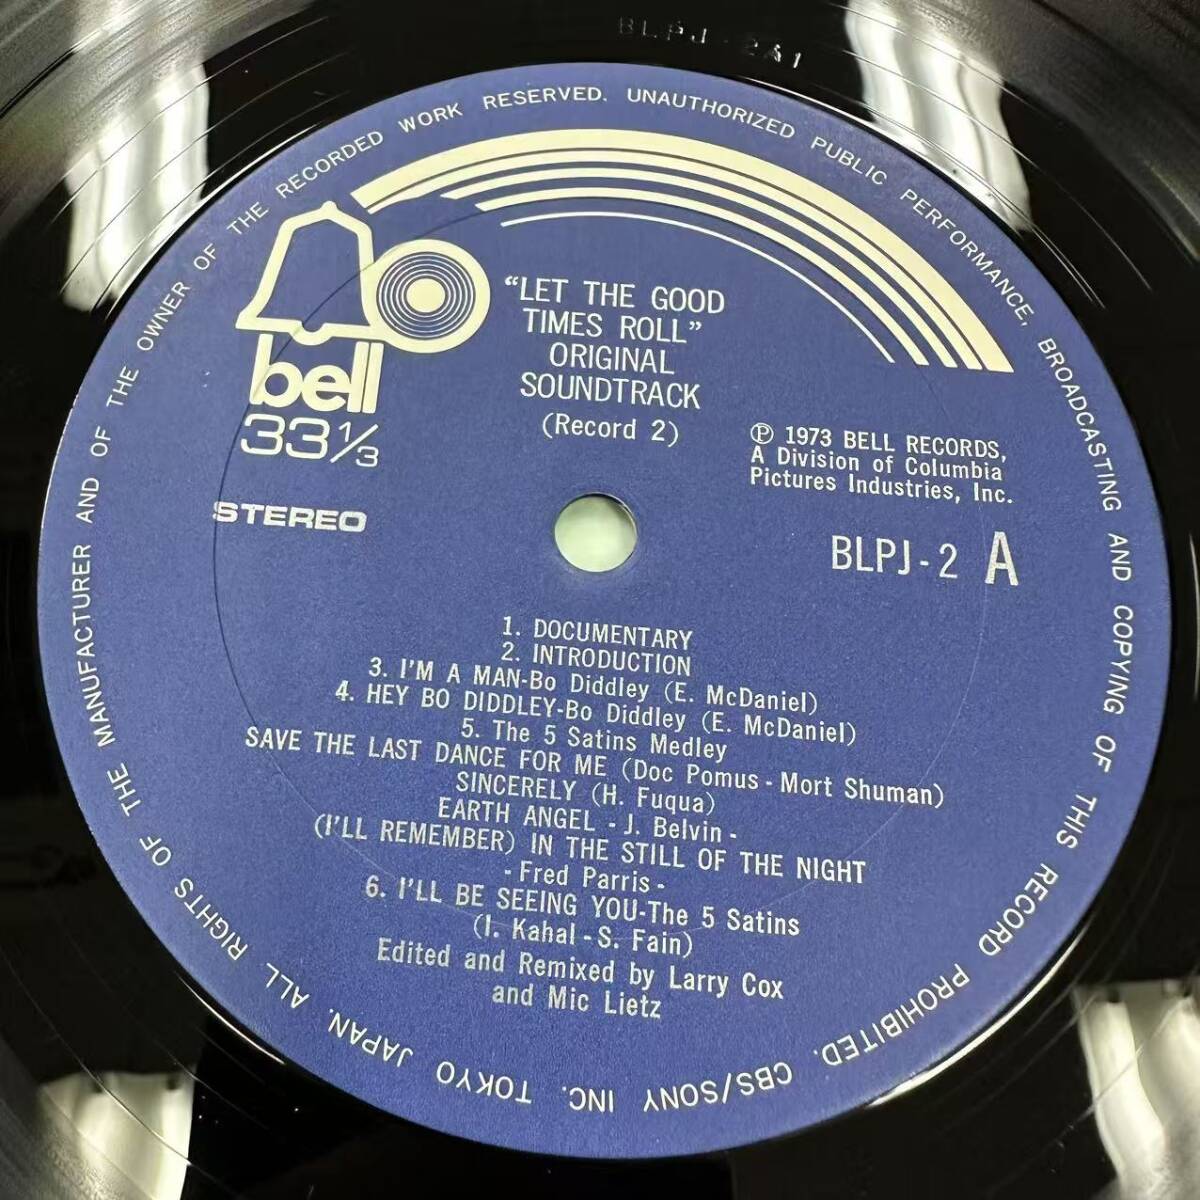 BLPJ-2A1
ALL RIGHTS OF THE MANUFACTURER AND OF THE OWNER OF THE RECORDED WORK RESERVED. UNAUTHORIZED PUBLIC PERFORMANCE, BROADCASTING AND COPYING OF THIS RECORD PROHIBITED. CBS/SONY INC. TOKYO JAPAN.
bell
33 1/3
STEREO
“LET THE GOOD
TIMES ROLL”
ORIGINAL
SOUNDTRACK
(Record 2)
Ⓟ 1973 BELL RECORDS,
A Division of Columbia
Pictures Industries, Inc.
BLPJ-2 A
1. DOCUMENTARY
2. INTRODUCTION
3. I'M A MAN-Bo Diddley (E. McDaniel)
4. HEY BO DIDDLEY-Bo Diddley (E. McDaniel)
5. The 5 Satins Medley
SAVE THE LAST DANCE FOR ME (Doc Pomus - Mort Shuman)
SINCERELY (H. Fuqua)
EARTH ANGEL - J. Belvin -
(I'LL REMEMBER) IN THE STILL OF THE NIGHT
- Fred Parris -
6. I'LL BE SEEING YOU-The 5 Satins
(I. Kahal - S. Fain)
Edited and Remixed by Larry Cox
and Mic Lietz